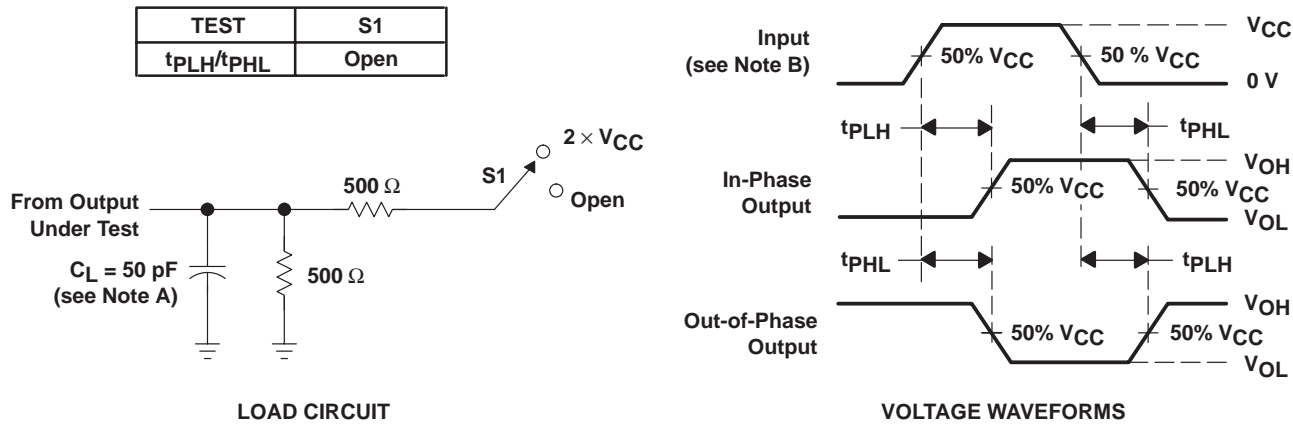 TEST S1
tPLH/tPHL Open
From Output
Under Test
CL = 50 pF
(see Note A)
500 Ω
500 Ω
S1
2 × VCC
Open
LOAD CIRCUIT
Input
(see Note B)
50% VCC
50 % VCC
VCC
0 V
tPLH
tPHL
In-Phase
Output
50% VCC
50% VCC
VOH
VOL
tPHL
tPLH
Out-of-Phase
Output
50% VCC
50% VCC
VOH
VOL
VOLTAGE WAVEFORMS